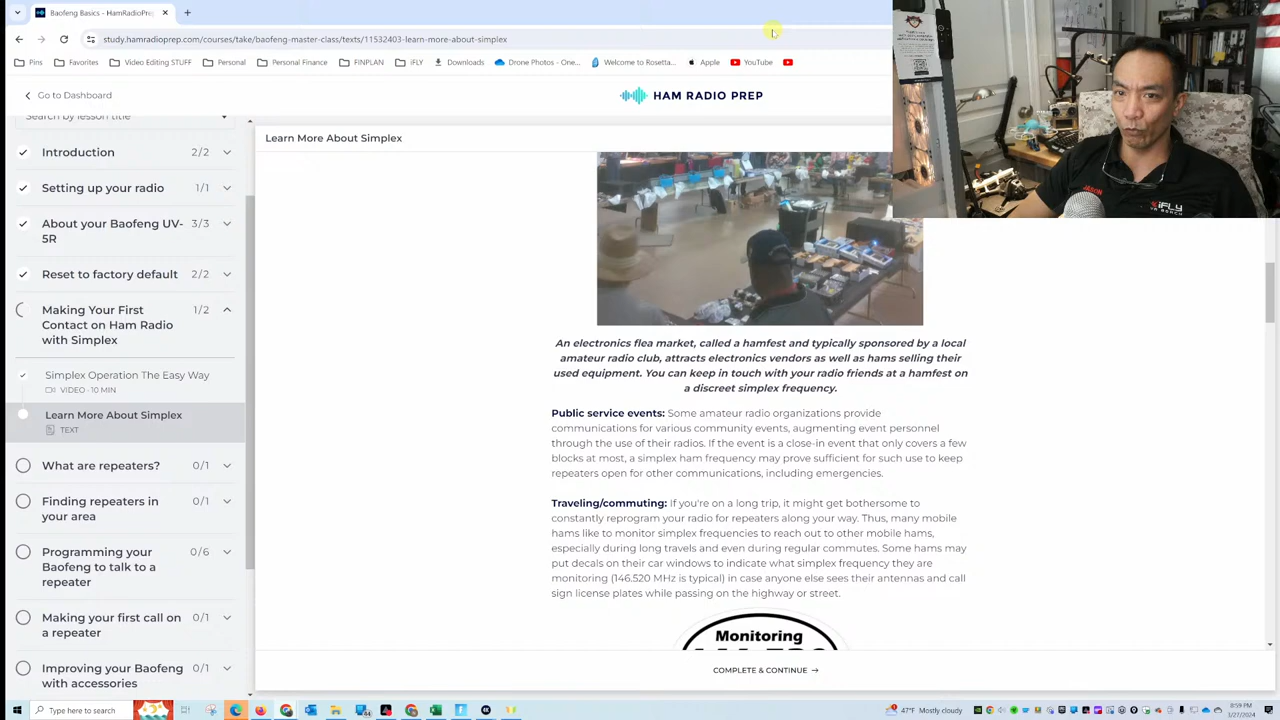 Baofeng Basics - HamRadioPrep
study.hamradioprep.com/courses/take/baofeng-master-class/texts/11532403-learn-more-about-simplex
Pins
Favorites
Video Editing STUFF
Personal Finance
iFLY
Downloads
Drone Photos - One...
Welcome to Rosetta...
Apple
YouTube
Go to Dashboard
HAM RADIO PREP
Search by lesson title
Learn More About Simplex
Introduction 2/2
Setting up your radio 1/1
About your Baofeng UV- 3/3
5R
Reset to factory default 2/2
Making Your First 1/2
Contact on Ham Radio
with Simplex
Simplex Operation The Easy Way
VIDEO · 10 MIN
Learn More About Simplex
TEXT
What are repeaters? 0/1
Finding repeaters in 0/1
your area
Programming your 0/6
Baofeng to talk to a
repeater
Making your first call on 0/1
a repeater
Improving your Baofeng 0/1
with accessories
An electronics flea market, called a hamfest and typically sponsored by a local
amateur radio club, attracts electronics vendors as well as hams selling their
used equipment. You can keep in touch with your radio friends at a hamfest on
a discreet simplex frequency.
Public service events: Some amateur radio organizations provide
communications for various community events, augmenting event personnel
through the use of their radios. If the event is a close-in event that only covers a few
blocks at most, a simplex ham frequency may prove sufficient for such use to keep
repeaters open for other communications, including emergencies.
Traveling/commuting: If you're on a long trip, it might get bothersome to
constantly reprogram your radio for repeaters along your way. Thus, many mobile
hams like to monitor simplex frequencies to reach out to other mobile hams,
especially during long travels and even during regular commutes. Some hams may
put decals on their car windows to indicate what simplex frequency they are
monitoring (146.520 MHz is typical) in case anyone else sees their antennas and call
sign license plates while passing on the highway or street.
Monitoring
COMPLETE & CONTINUE →
iFLY
Type here to search
47°F Mostly cloudy
8:59 PM
3/27/2024